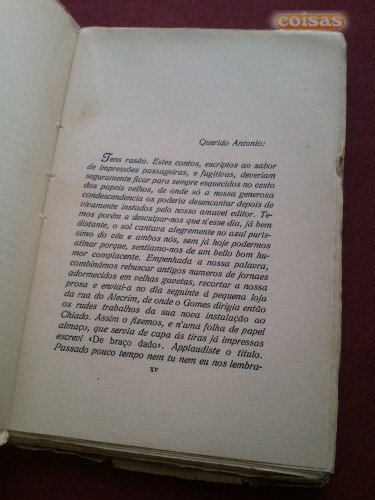 coisas
Querido Antonio:
Tens rasão. Estes contos, escriptos ao sabor
de impressões passageiras, e fugitivas, deveriam
seguramente ficar para sempre esquecidos no cesto
dos papeis velhos, de onde só a nossa generosa
condescendencia os poderia desencantar depois de
vivamente instados pelo nosso amavel editor. Te-
mos porém a desculpar-nos que n'esse dia, já bem
distante, o sol cantava alegremente no azul purís-
simo do céu e ambos nós, sem já hoje podermos
atinar porque, sentiamo-nos de um bello bom hu-
mor complacente. Empenhada a nossa palavra,
combinámos rebuscar antigos numeros de jornaes
adormecidos em velhas gavetas, recortar a nossa
prosa e envial-a no dia seguinte á pequena loja
da rua do Alecrim, de onde o Gomes dirigia então
os rudes trabalhos da sua nova instalação ao
Chiado. Assim o fizemos, e n'uma folha de papel
almaço, que servia de capa ás tiras já impressas
escrevi «De braço dado». Applaudiste o titulo.
Passado pouco tempo nem tu nem eu nos lembra-
xv